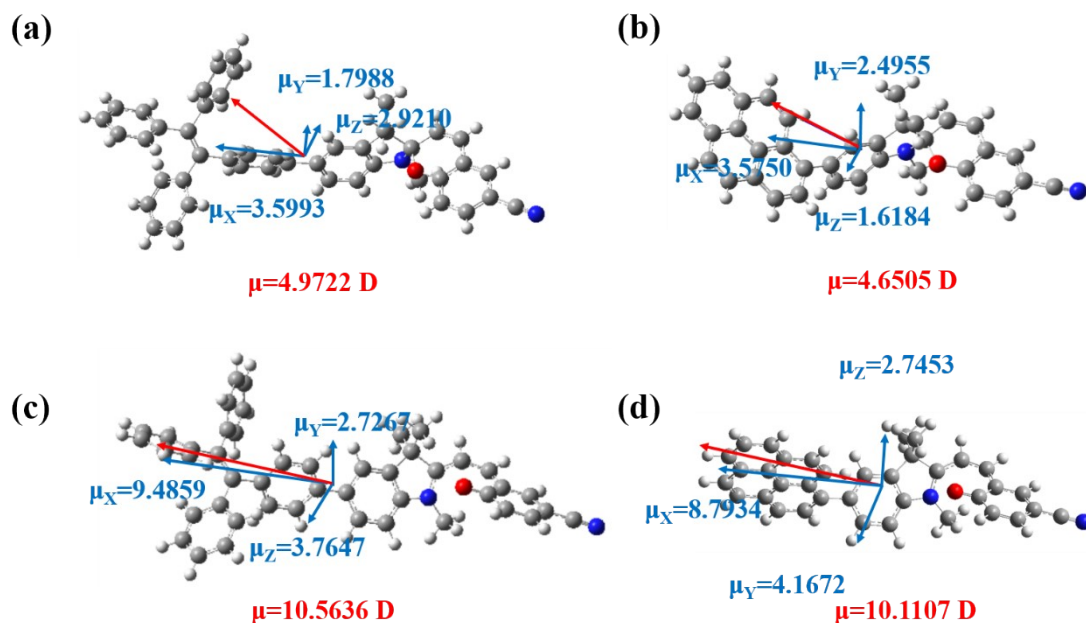 (a)
μY=1.7988
μZ=2.9210
μX=3.5993
μ=4.9722 D
(b)
μY=2.4955
μX=3.5750
μZ=1.6184
μ=4.6505 D
(c)
μY=2.7267
μX=9.4859
μZ=3.7647
μ=10.5636 D
μZ=2.7453
(d)
μX=8.7934
μY=4.1672
μ=10.1107 D